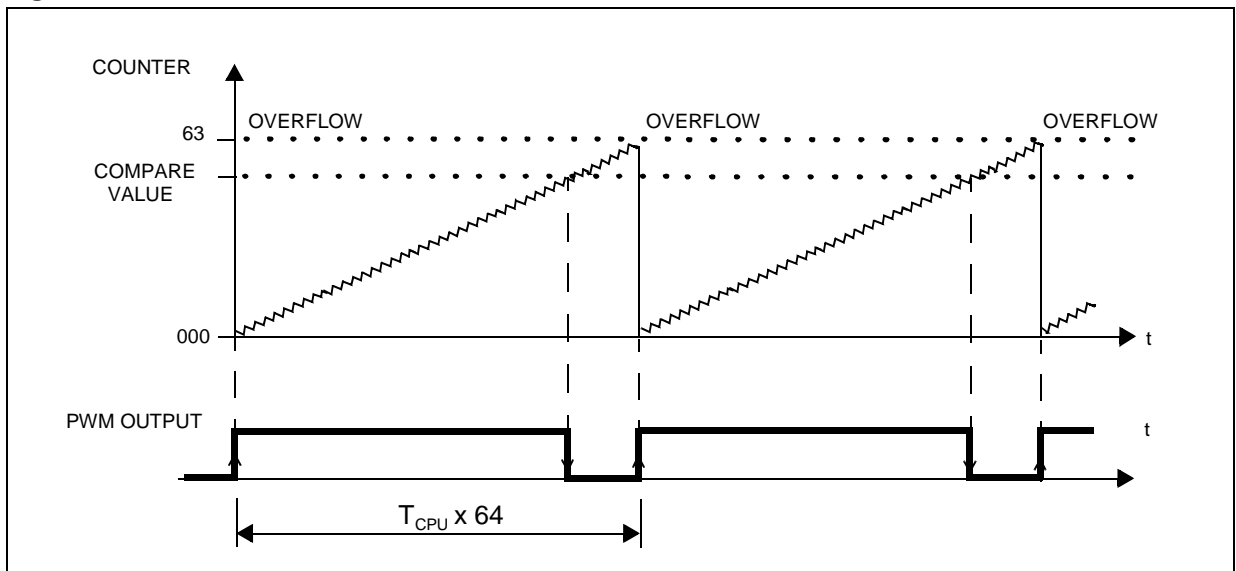 COUNTER
63
OVERFLOW
OVERFLOW
OVERFLOW
COMPARE
VALUE
000
t
PWM OUTPUT
t
TCPU x 64